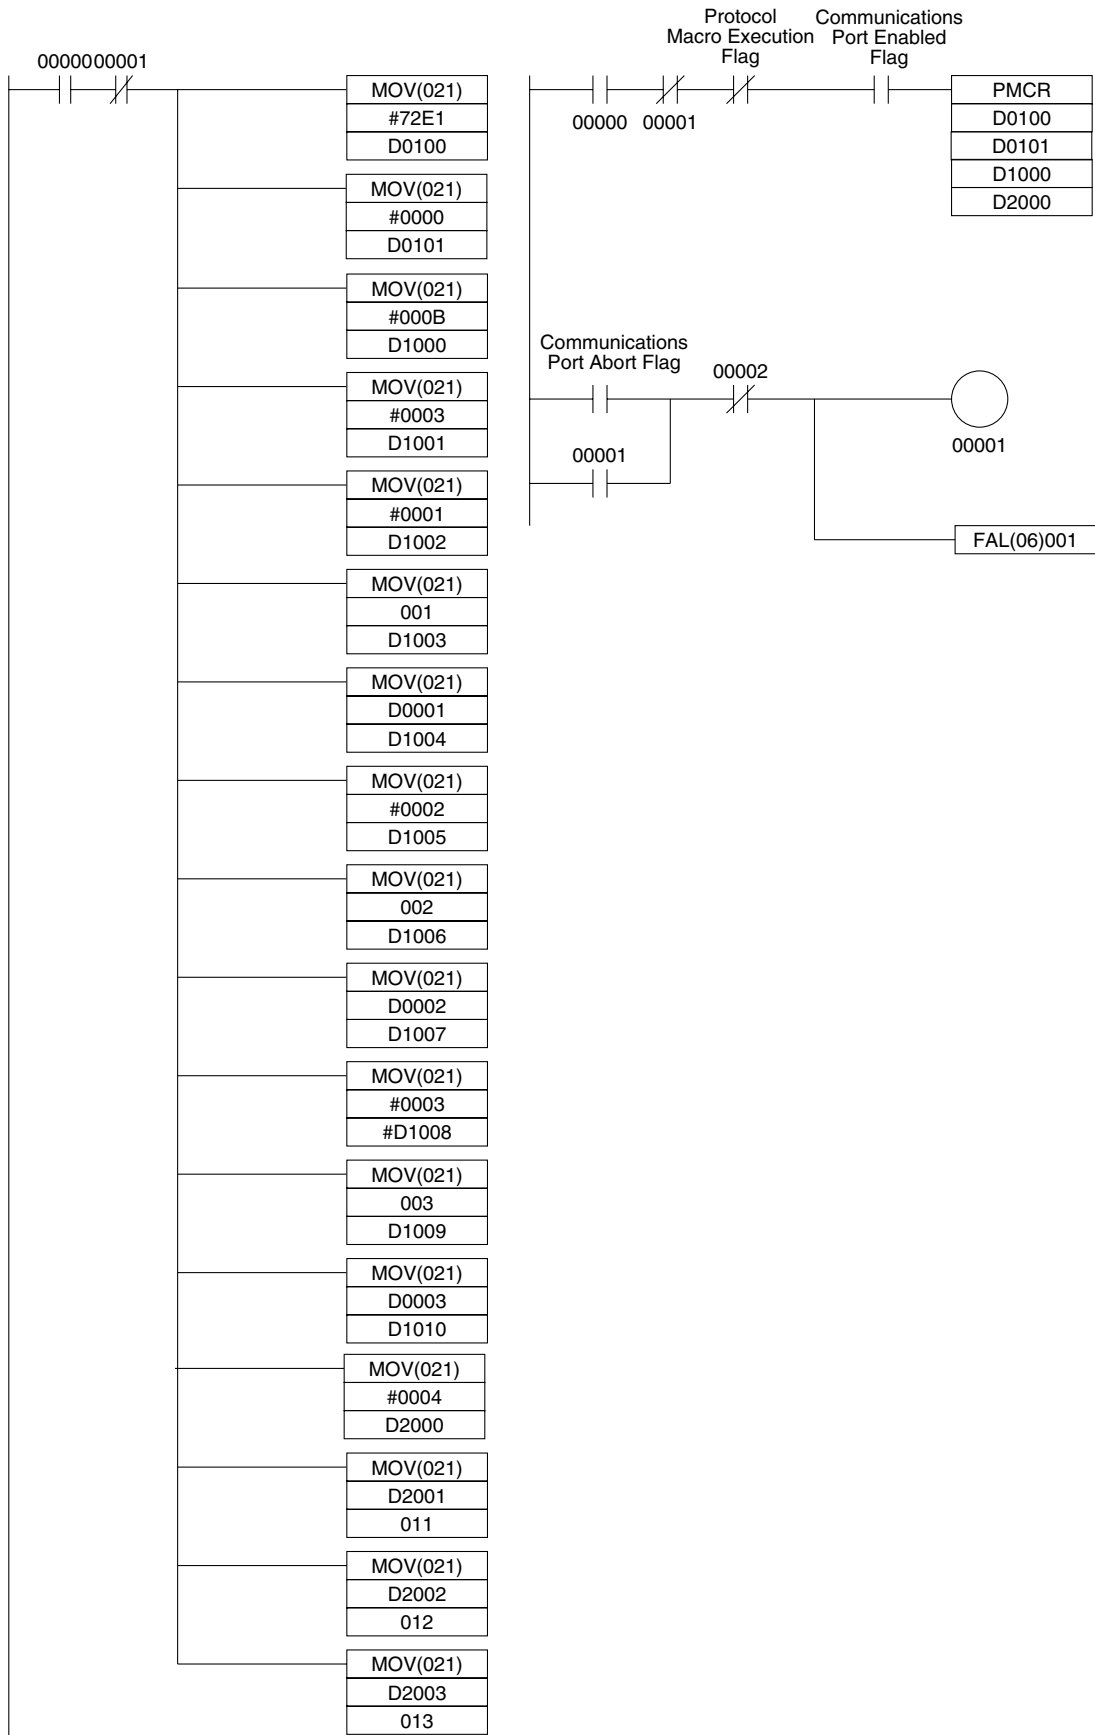 0000000001
MOV(021)
#72E1
D0100
MOV(021)
#0000
D0101
MOV(021)
#000B
D1000
MOV(021)
#0003
D1001
MOV(021)
#0001
D1002
MOV(021)
001
D1003
MOV(021)
D0001
D1004
MOV(021)
#0002
D1005
MOV(021)
002
D1006
MOV(021)
D0002
D1007
MOV(021)
#0003
#D1008
MOV(021)
003
D1009
MOV(021)
D0003
D1010
MOV(021)
#0004
D2000
MOV(021)
D2001
011
MOV(021)
D2002
012
MOV(021)
D2003
013
Protocol
Macro Execution
Flag
Communications
Port Enabled
Flag
00000 00001
PMCR
D0100
D0101
D1000
D2000
Communications
Port Abort Flag
00002
00001
00001
FAL(06)001